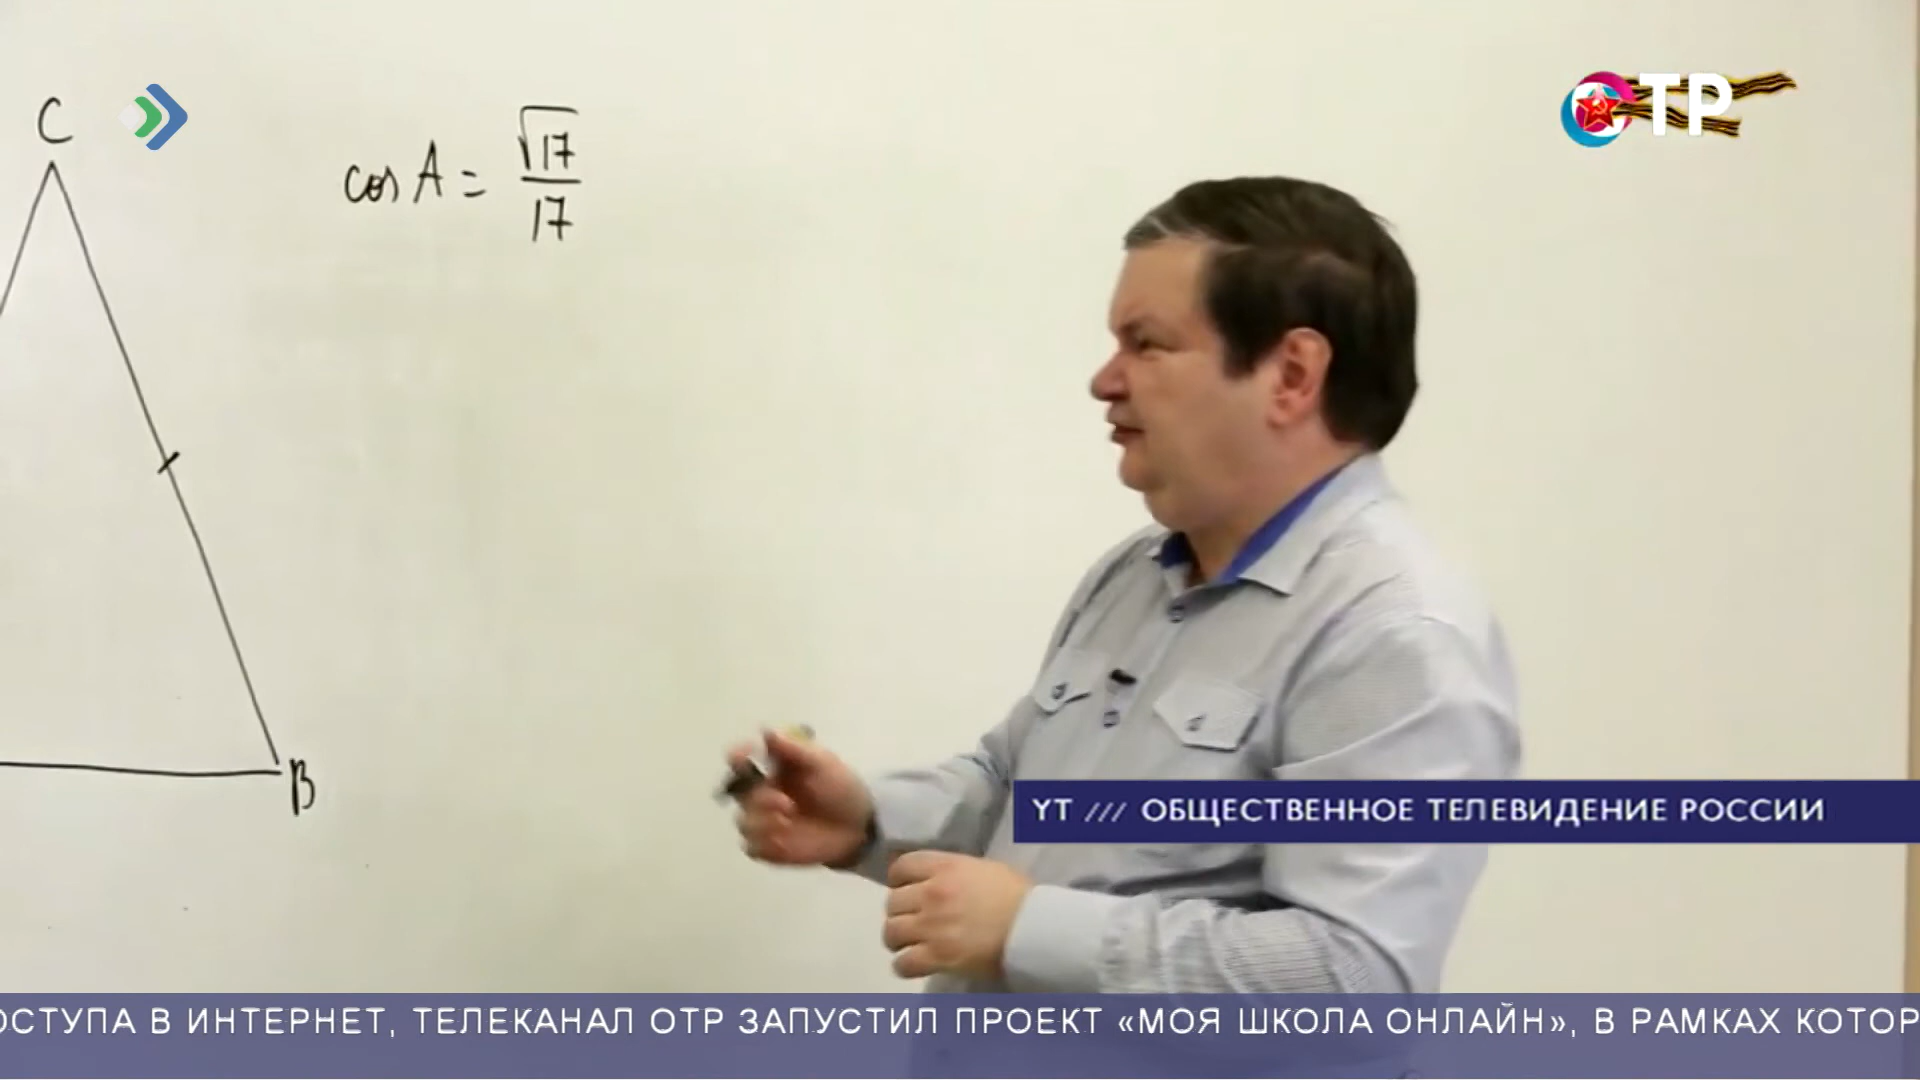 C
cos A = √17/17
B
ОТР
YT /// ОБЩЕСТВЕННОЕ ТЕЛЕВИДЕНИЕ РОССИИ
ОСТУПА В ИНТЕРНЕТ, ТЕЛЕКАНАЛ ОТР ЗАПУСТИЛ ПРОЕКТ «МОЯ ШКОЛА ОНЛАЙН», В РАМКАХ КОТОР